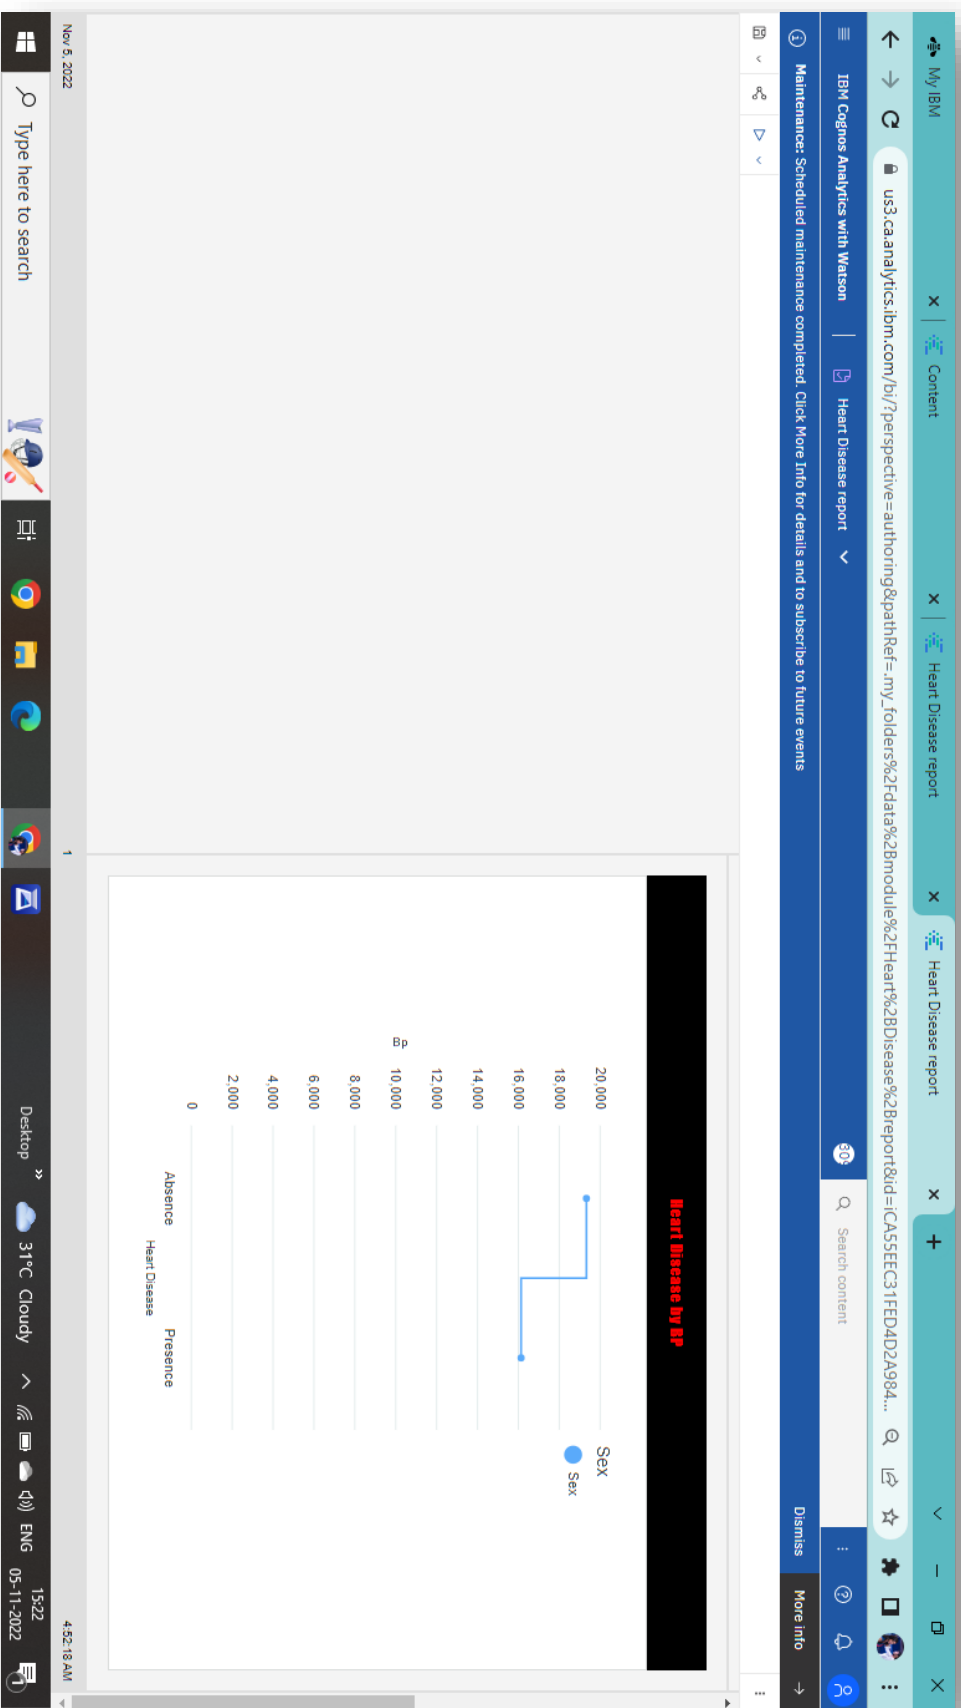 My IBM
Content
Heart Disease report
Heart Disease report
us3.ca.analytics.ibm.com/bi/?perspective=authoring&pathRef=.my_folders%2Fdata%2Bmodule%2FHeart%2BDisease%2Breport&id=iCA55EEC31FED4D2A984...
IBM Cognos Analytics with Watson
Heart Disease report
Search content
Maintenance: Scheduled maintenance completed. Click More Info for details and to subscribe to future events
Dismiss
More info
Heart Disease by BP
Bp
20,000
18,000
16,000
14,000
12,000
10,000
8,000
6,000
4,000
2,000
0
Absence
Presence
Heart Disease
Sex
Sex
Nov 5, 2022
1
4:52:18 AM
Type here to search
Desktop
31°C Cloudy
ENG
15:22
05-11-2022
1